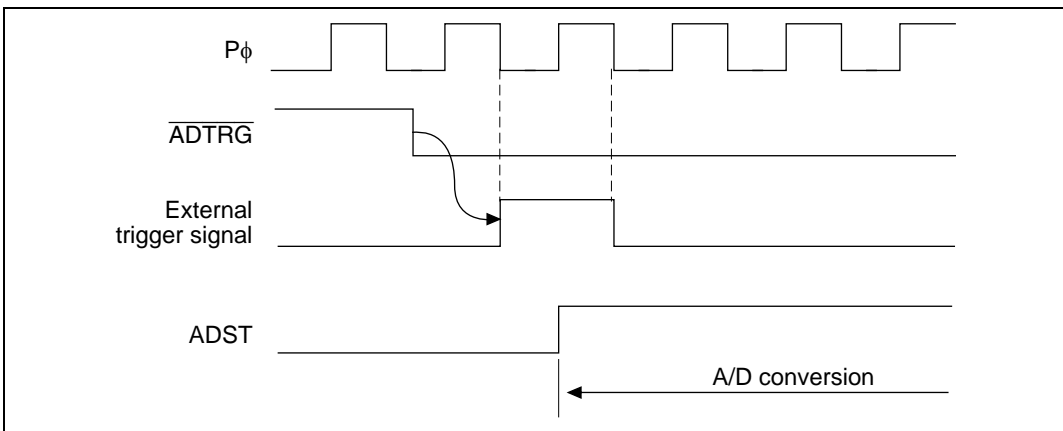 Pϕ
ADTRG
External
trigger signal
ADST
A/D conversion